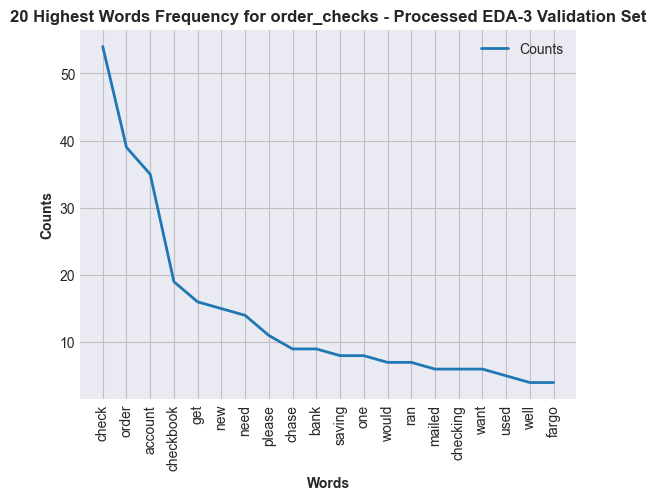 20 Highest Words Frequency for order_checks - Processed EDA-3 Validation Set
Counts
50
40
30
20
10
Counts
check
order
account
checkbook
get
new
need
please
chase
bank
saving
one
would
ran
mailed
checking
want
used
well
fargo
Words